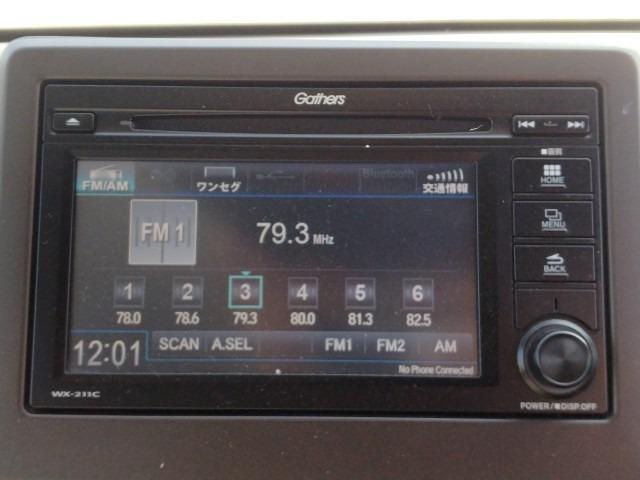 Gathers
■画面
HOME
MENU
BACK
FM/AM
ワンセグ
Bluetooth
交通情報
FM 1
79.3 MHz
1 2 3 4 5 6
78.0 78.6 79.3 80.0 81.3 82.5
12:01 SCAN A.SEL FM1 FM2 AM
No Phone Connected
WX-211C
POWER/■DISP.OFF